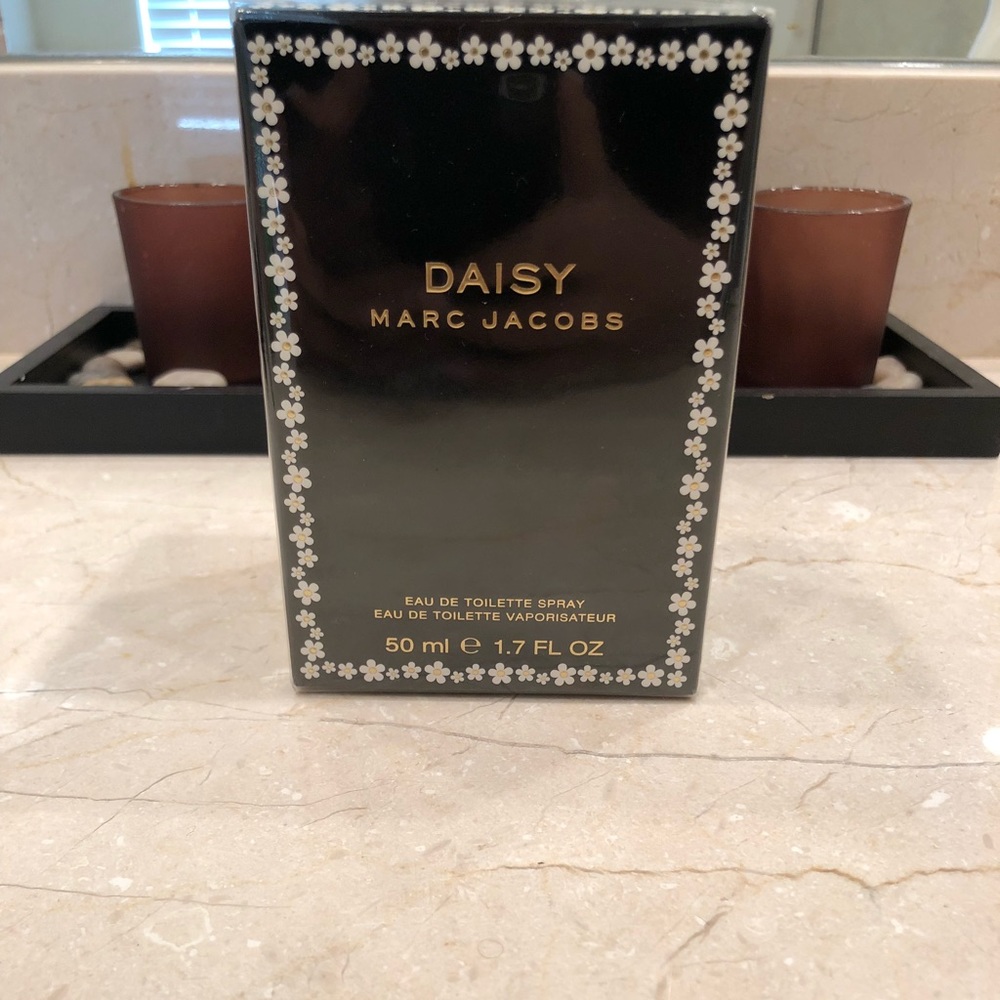 DAISY
MARC JACOBS
EAU DE TOILETTE SPRAY
EAU DE TOILETTE VAPORISATEUR
50 ml ℮ 1.7 FL OZ